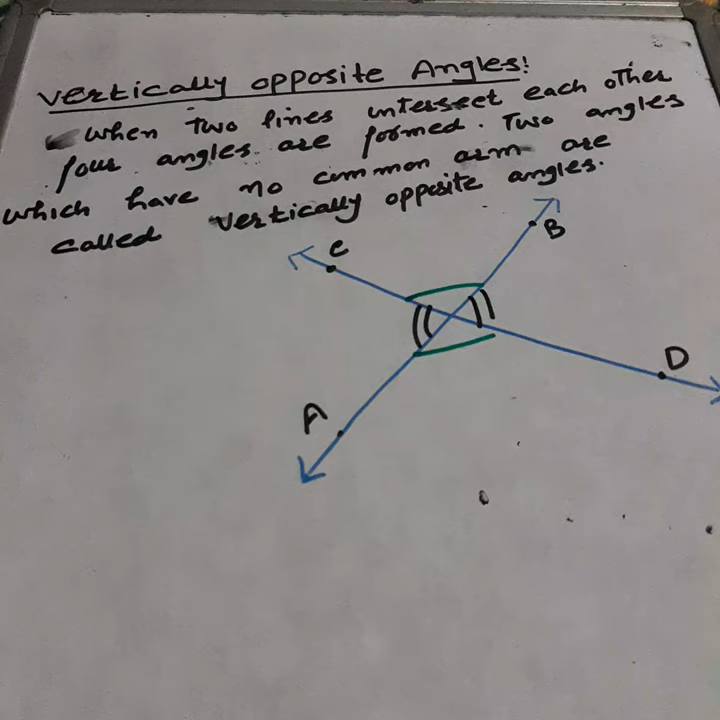 Vertically opposite Angles:
When two lines intersect each other
four angles are formed. Two angles
which have no common arm are
called vertically opposite angles.
C
B
D
A